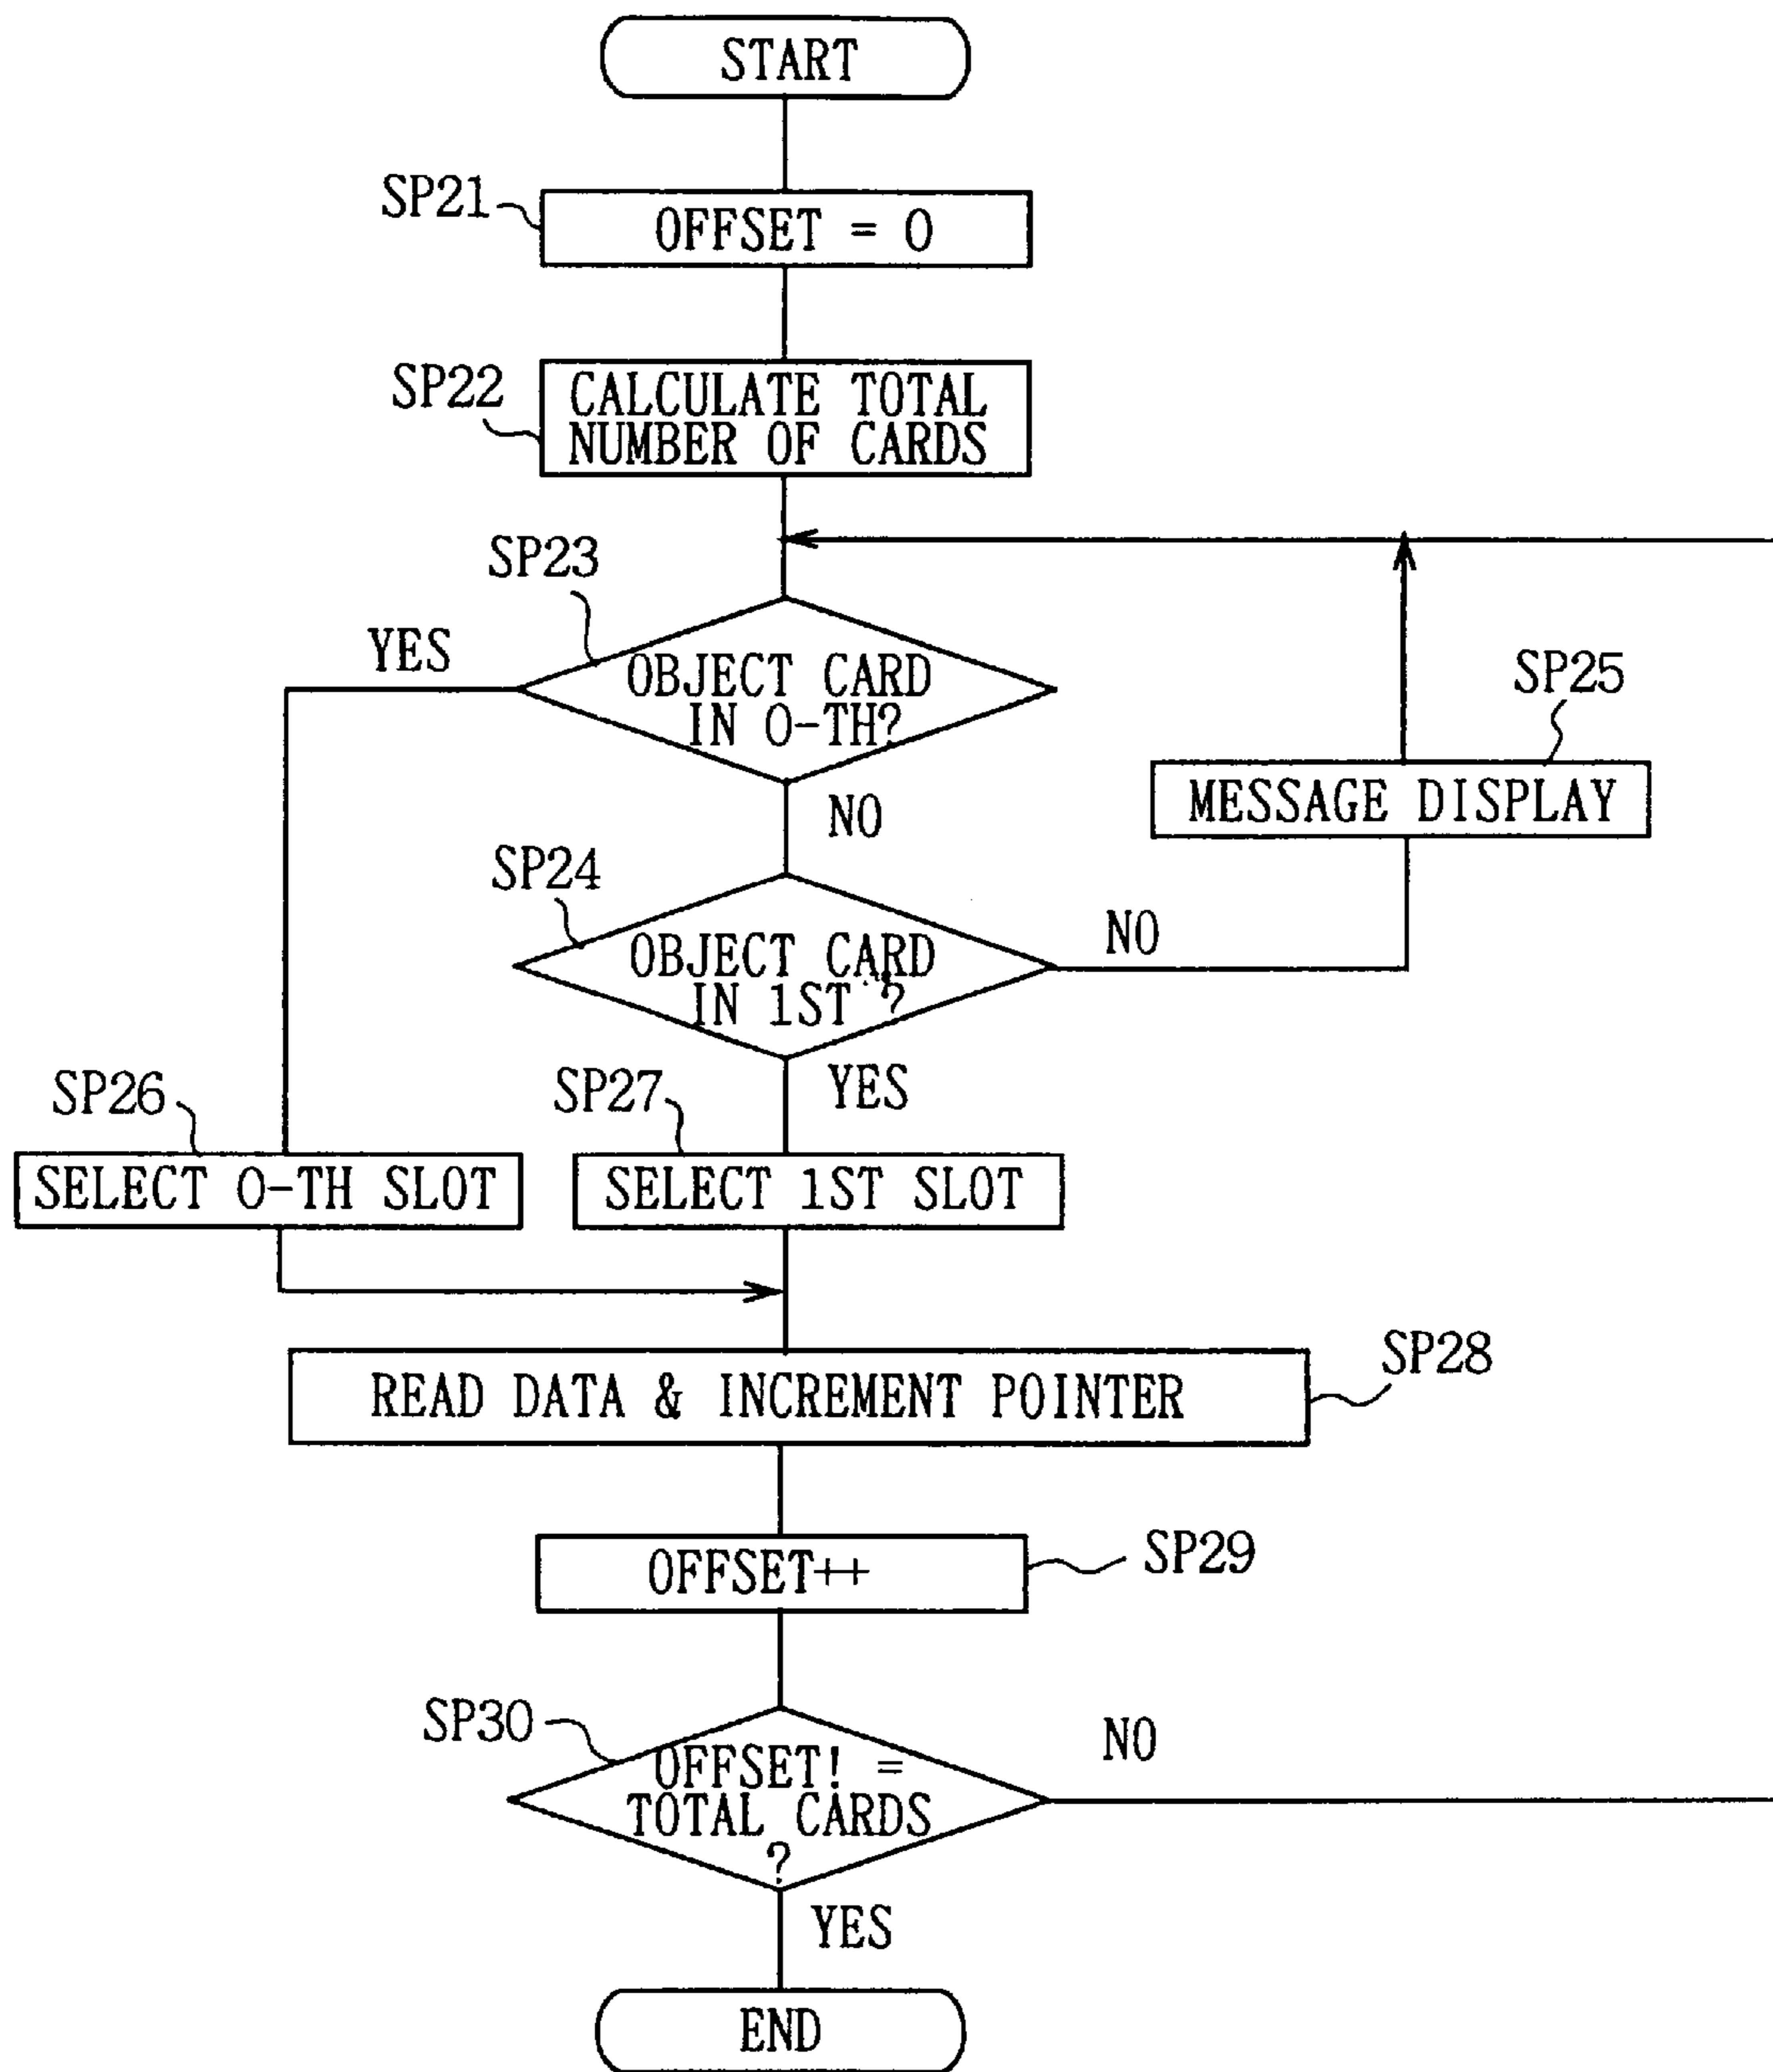 START
SP21
OFFSET = 0
SP22
CALCULATE TOTAL
NUMBER OF CARDS
SP23
YES
OBJECT CARD
IN 0-TH?
NO
SP25
MESSAGE DISPLAY
SP24
OBJECT CARD
IN 1ST ?
NO
YES
SP26
SELECT 0-TH SLOT
SP27
SELECT 1ST SLOT
READ DATA & INCREMENT POINTER
SP28
OFFSET++
SP29
SP30
OFFSET! =
TOTAL CARDS
?
NO
YES
END